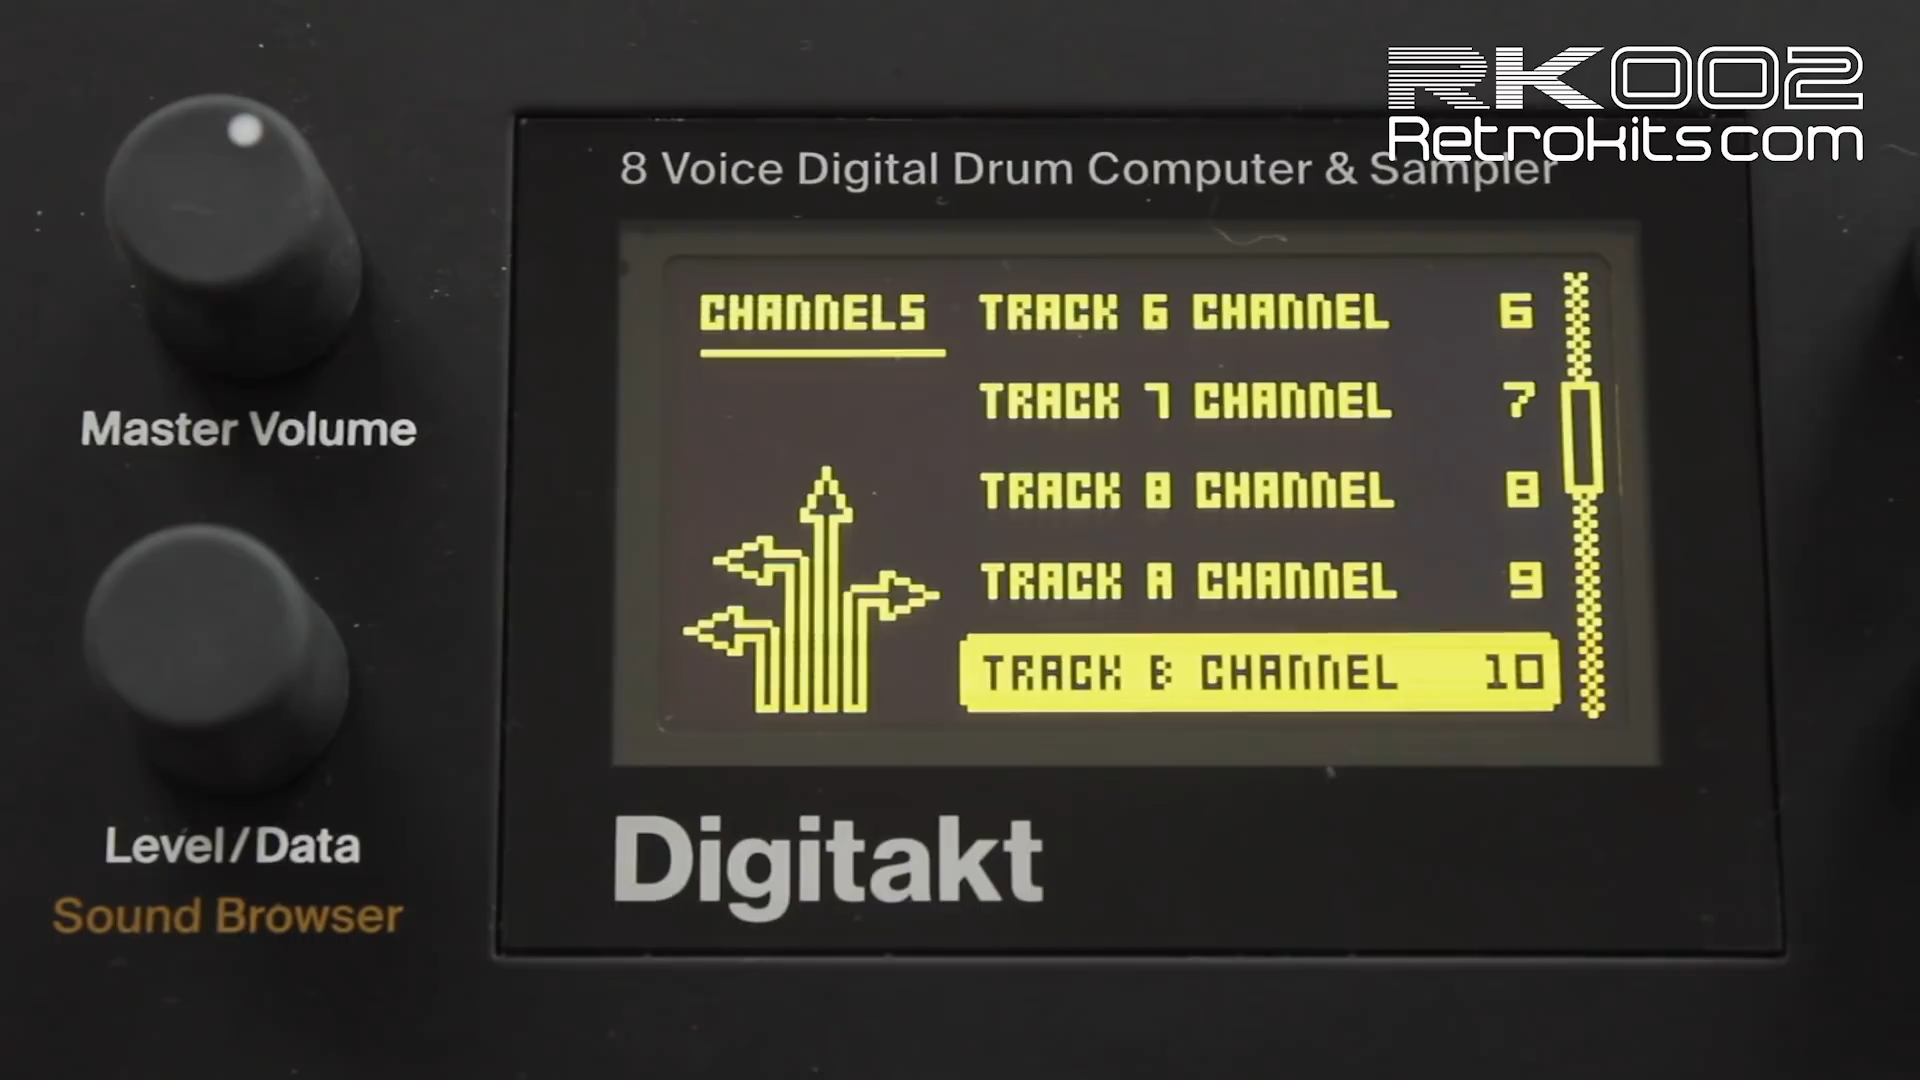 RK002
Retrokits.com
8 Voice Digital Drum Computer & Sampler
CHANNELS
TRACK 6 CHANNEL 6
TRACK 7 CHANNEL 7
TRACK 8 CHANNEL 8
TRACK A CHANNEL 9
TRACK B CHANNEL 10
Master Volume
Level/Data
Sound Browser
Digitakt